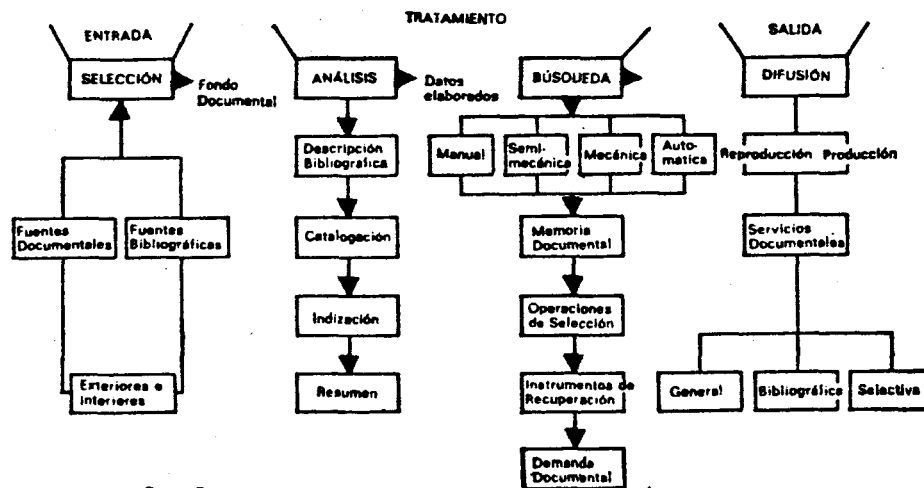 TRATAMIENTO
ENTRADA
SELECCIÓN
Fondo
Documental
Fuentes
Documentales
Fuentes
Bibliográficas
Exteriores e
Interiores
ANÁLISIS
Datos
elaborados
Descripción
Bibliográfica
Catalogación
Indización
Resumen
BÚSQUEDA
Manual
Semi-
mecánica
Mecánica
Auto-
matica
Memoria
Documental
Operaciones
de Selección
Instrumentos de
Recuperación
Demanda
Documental
SALIDA
DIFUSIÓN
Reproducción Producción
Servicios
Documentales
General
Bibliográfica
Selectiva